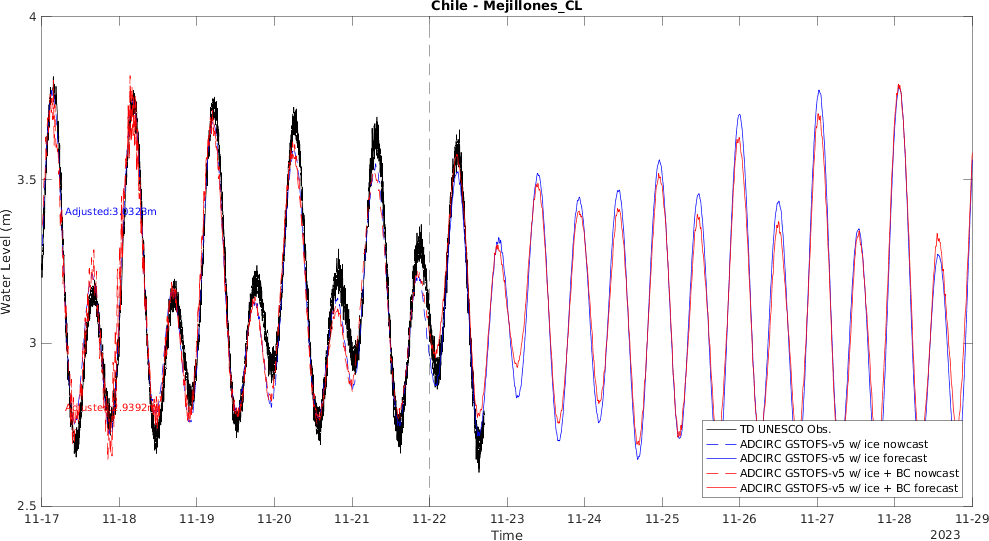 Chile - Mejillones_CL
4
3.5
3
2.5
Water Level (m)
TD UNESCO Obs.
ADCIRC GSTOFS-v5 w/ ice nowcast
ADCIRC GSTOFS-v5 w/ ice forecast
ADCIRC GSTOFS-v5 w/ ice + BC nowcast
ADCIRC GSTOFS-v5 w/ ice + BC forecast
11-17 11-18 11-19 11-20 11-21 11-22 11-23 11-24 11-25 11-26 11-27 11-28 11-29
Time
2023